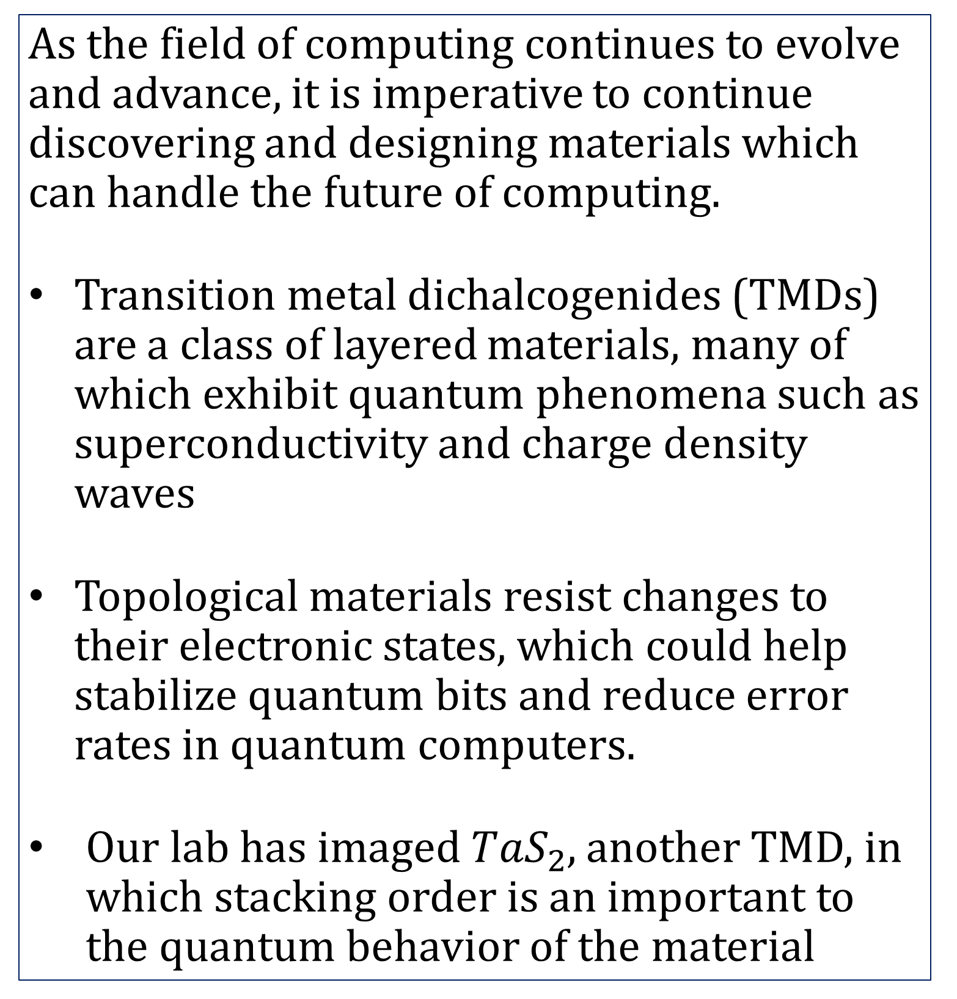 As the field of computing continues to evolve
and advance, it is imperative to continue
discovering and designing materials which
can handle the future of computing.
• Transition metal dichalcogenides (TMDs)
are a class of layered materials, many of
which exhibit quantum phenomena such as
superconductivity and charge density
waves
• Topological materials resist changes to
their electronic states, which could help
stabilize quantum bits and reduce error
rates in quantum computers.
• Our lab has imaged TaS₂, another TMD, in
which stacking order is an important to
the quantum behavior of the material